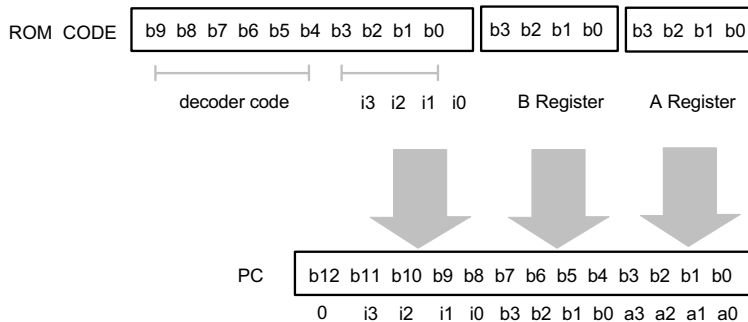 ROM CODE b9 b8 b7 b6 b5 b4 b3 b2 b1 b0 b3 b2 b1 b0 b3 b2 b1 b0
decoder code i3 i2 i1 i0 B Register A Register
PC b12 b11 b10 b9 b8 b7 b6 b5 b4 b3 b2 b1 b0
0 i3 i2 i1 i0 b3 b2 b1 b0 a3 a2 a1 a0